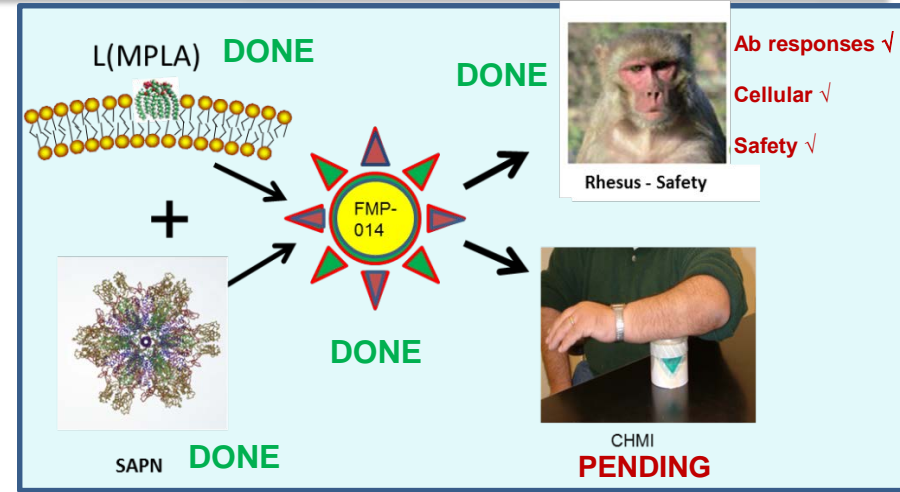 L(MPLA) DONE
+
SAPN DONE
FMP-
014
DONE
DONE
Rhesus - Safety
Ab responses √
Cellular √
Safety √
CHMI
PENDING